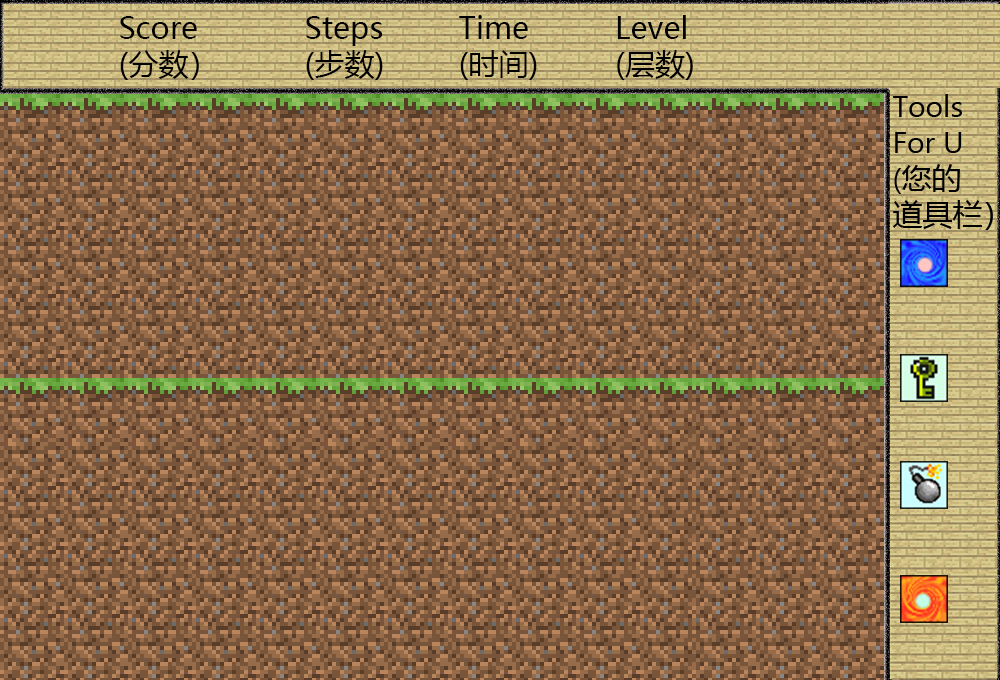 Score Steps Time Level
(分数) (步数) (时间) (层数)
Tools
For U
(您的
道具栏)